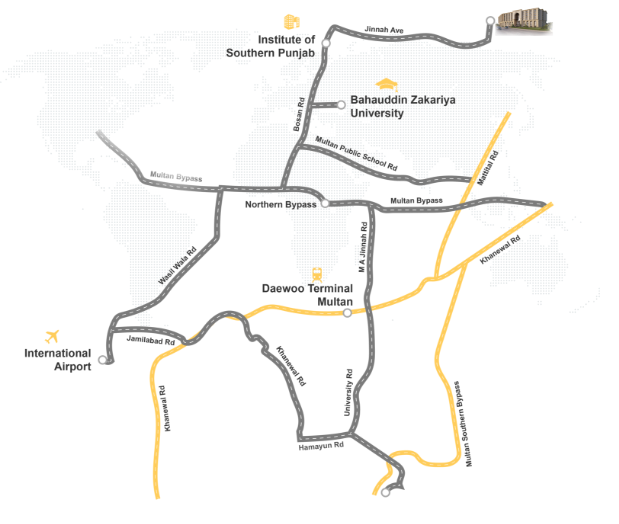 Jinnah Ave
Institute of
Southern Punjab
Bahauddin Zakariya
University
Bosan Rd
Multan Public School Rd
Mattital Rd
Multan Bypass
Northern Bypass
Multan Bypass
M A Jinnah Rd
Khanewal Rd
Wasil Wala Rd
Daewoo Terminal
Multan
International
Airport
Jamilabad Rd
Khanewal Rd
Khanewal Rd
University Rd
Multan Southern Bypass
Hamayun Rd